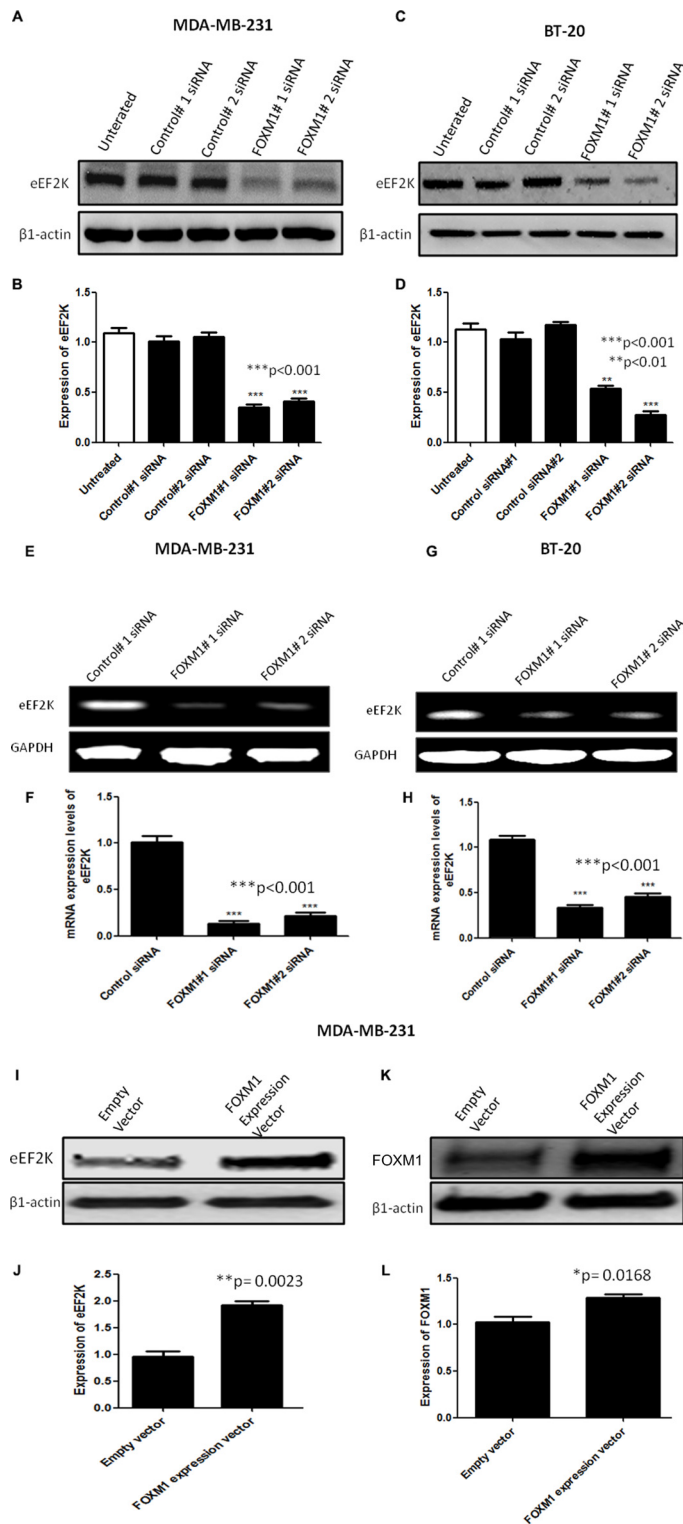 A
MDA-MB-231
Unterated
Control# 1 siRNA
Control# 2 siRNA
FOXM1# 1 siRNA
FOXM1# 2 siRNA
eEF2K
β1-actin
C
BT-20
Unterated
Control# 1 siRNA
Control# 2 siRNA
FOXM1# 1 siRNA
FOXM1# 2 siRNA
eEF2K
β1-actin
B
Expression of eEF2K
1.5
1.0
0.5
0.0
***p<0.001
***
***
Untreated
Control#1 siRNA
Control#2 siRNA
FOXM1#1 siRNA
FOXM1#2 siRNA
D
Expression of eEF2K
1.5
1.0
0.5
0.0
***p<0.001
**p<0.01
**
***
Untreated
Control siRNA#1
Control siRNA#2
FOXM1#1 siRNA
FOXM1#2 siRNA
E
MDA-MB-231
Control# 1 siRNA
FOXM1# 1 siRNA
FOXM1# 2 siRNA
eEF2K
GAPDH
G
BT-20
Control# 1 siRNA
FOXM1# 1 siRNA
FOXM1# 2 siRNA
eEF2K
GAPDH
F
mRNA expression levels of
eEF2K
1.5
1.0
0.5
0.0
***p<0.001
***
***
Control siRNA
FOXM1#1 siRNA
FOXM1#2 siRNA
H
mRNA expression levels of
eEF2K
1.5
1.0
0.5
0.0
***p<0.001
***
***
Control siRNA
FOXM1#1 siRNA
FOXM1#2 siRNA
MDA-MB-231
I
Empty
Vector
FOXM1
Expression
Vector
eEF2K
β1-actin
K
Empty
Vector
FOXM1
Expression
Vector
FOXM1
β1-actin
J
Expression of eEF2K
2.5
2.0
1.5
1.0
0.5
0.0
**p= 0.0023
Empty vector
FOXM1 expression vector
L
Expression of FOXM1
1.5
1.0
0.5
0.0
*p= 0.0168
Empty vector
FOXM1 expression vector